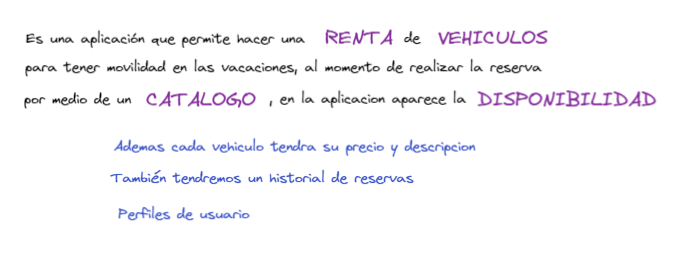 Es una aplicación que permite hacer una RENTA de VEHICULOS
para tener movilidad en las vacaciones, al momento de realizar la reserva
por medio de un CATALOGO , en la aplicacion aparece la DISPONIBILIDAD
Ademas cada vehiculo tendra su precio y descripcion
También tendremos un historial de reservas
Perfiles de usuario